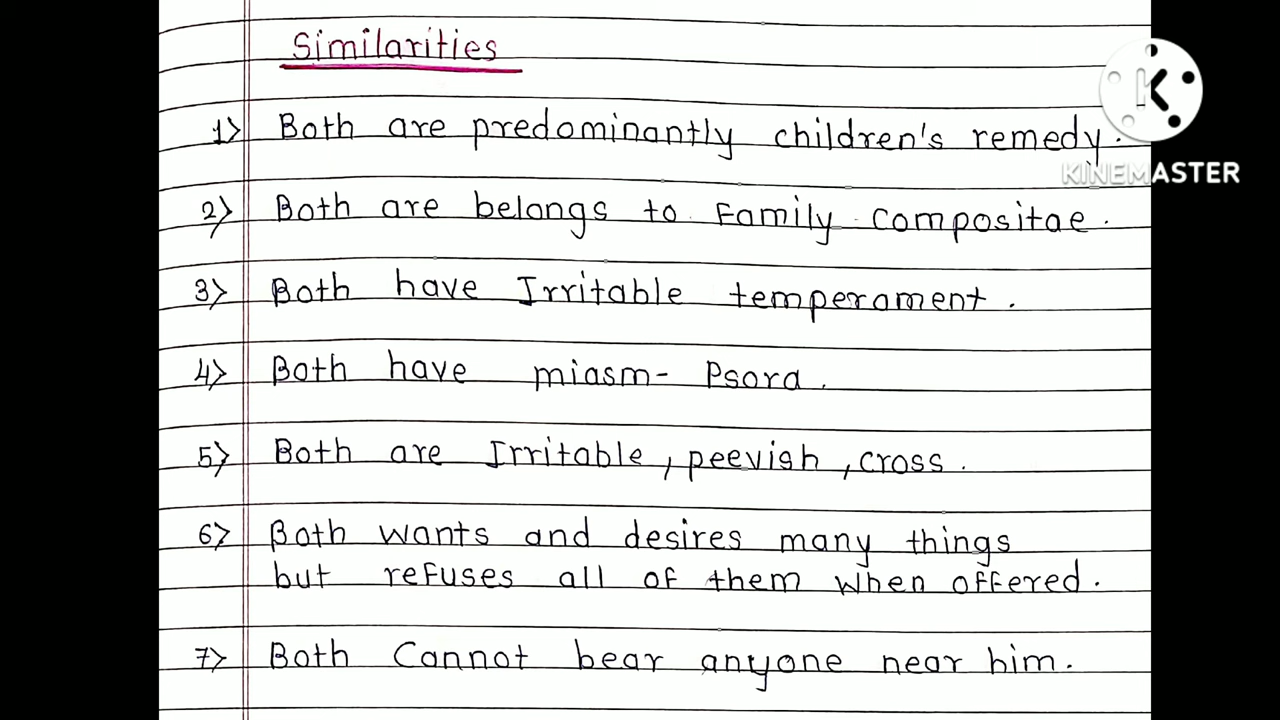 Similarities
1) Both are predominantly children's remedy.
2) Both are belongs to Family compositae.
3) Both have Irritable temperament.
4) Both have miasm- Psora.
5) Both are Irritable, peevish, cross.
6) Both wants and desires many things
but refuses all of them when offered.
7) Both Cannot bear anyone near him.
K
KINEMASTER